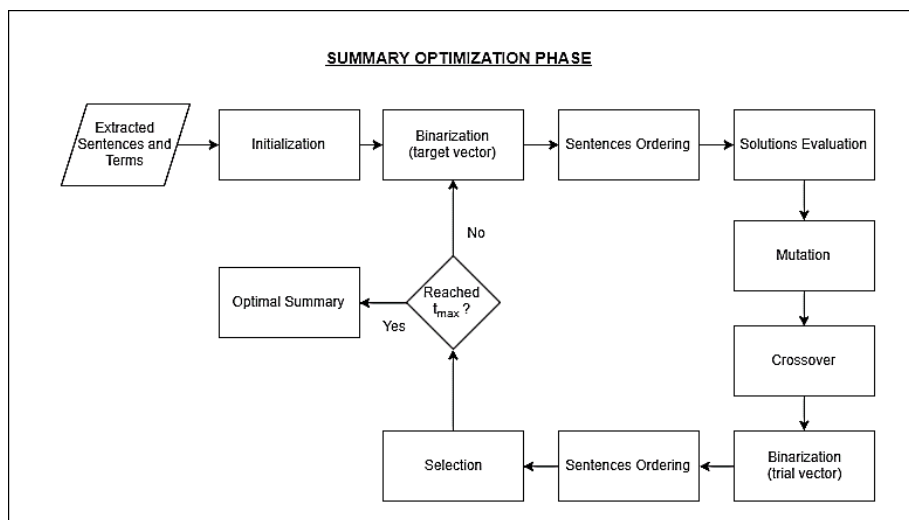 SUMMARY OPTIMIZATION PHASE
Extracted
Sentences and
Terms
Initialization
Binarization
(target vector)
Sentences Ordering
Solutions Evaluation
No
Mutation
Optimal Summary
Reached
tmax ?
Yes
Crossover
Selection
Sentences Ordering
Binarization
(trial vector)